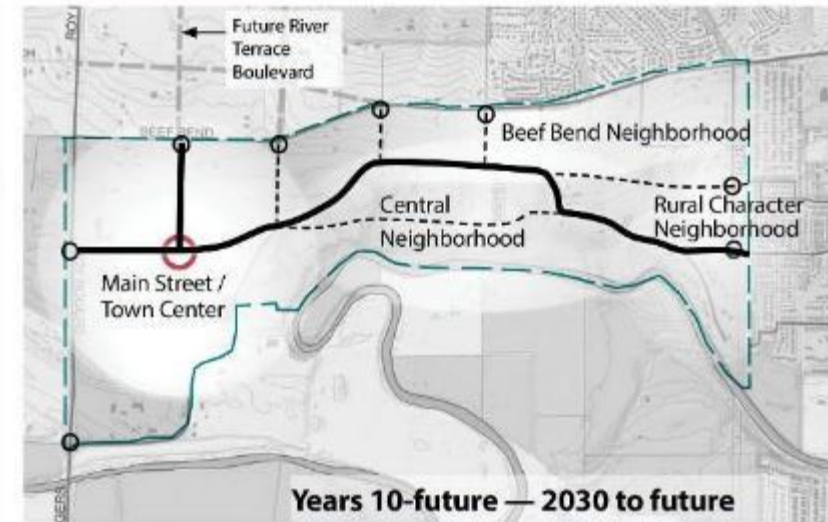 Future River
Terrace
Boulevard
ROY
BEEF BEND
Beef Bend Neighborhood
Central
Neighborhood
Rural Character
Neighborhood
Main Street /
Town Center
Years 10-future — 2030 to future